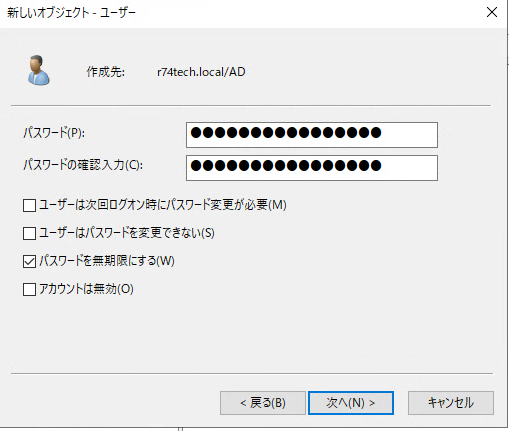 新しいオブジェクト - ユーザー
作成先: r74tech.local/AD
パスワード(P): ●●●●●●●●●●●●●●●●
パスワードの確認入力(C): ●●●●●●●●●●●●●●●●
ユーザーは次回ログオン時にパスワード変更が必要(M)
ユーザーはパスワードを変更できない(S)
パスワードを無期限にする(W)
アカウントは無効(O)
< 戻る(B) 次へ(N) > キャンセル